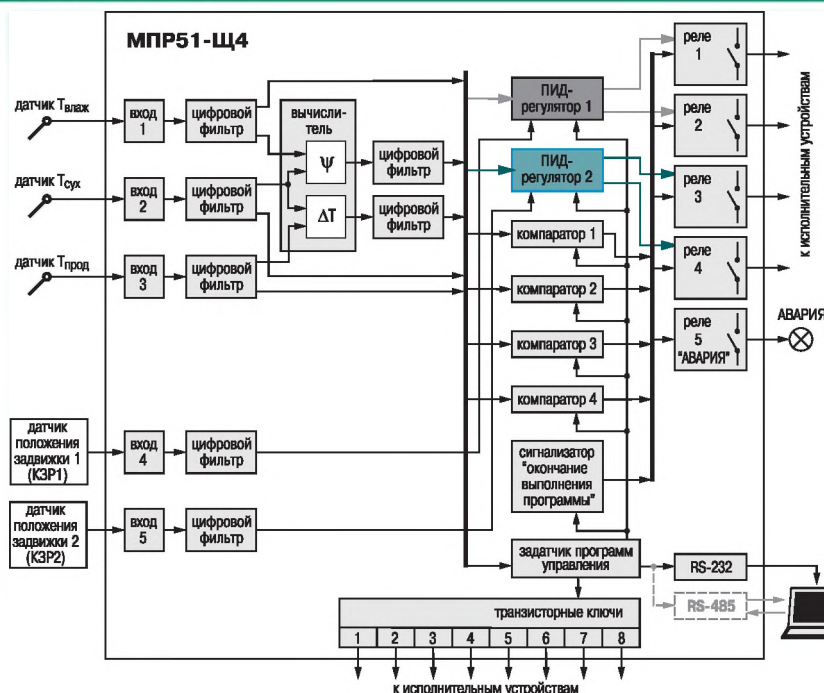 МПР51-Щ4
датчик Tвлаж
вход
1
цифровой
фильтр
датчик Tсух
вход
2
цифровой
фильтр
датчик Tпрод
вход
3
цифровой
фильтр
вычисли-
тель
ψ
ΔT
цифровой
фильтр
цифровой
фильтр
датчик
положения
задвижки 1
(КЗР1)
вход
4
цифровой
фильтр
датчик
положения
задвижки 2
(КЗР2)
вход
5
цифровой
фильтр
ПИД-
регулятор 1
ПИД-
регулятор 2
компаратор 1
компаратор 2
компаратор 3
компаратор 4
сигнализатор
"окончание
выполнения
программы"
задатчик программ
управления
реле
1
реле
2
реле
3
реле
4
реле
5
"АВАРИЯ"
к исполнительным устройствам
АВАРИЯ
RS-232
RS-485
транзисторные ключи
1 2 3 4 5 6 7 8
к исполнительным устройствам